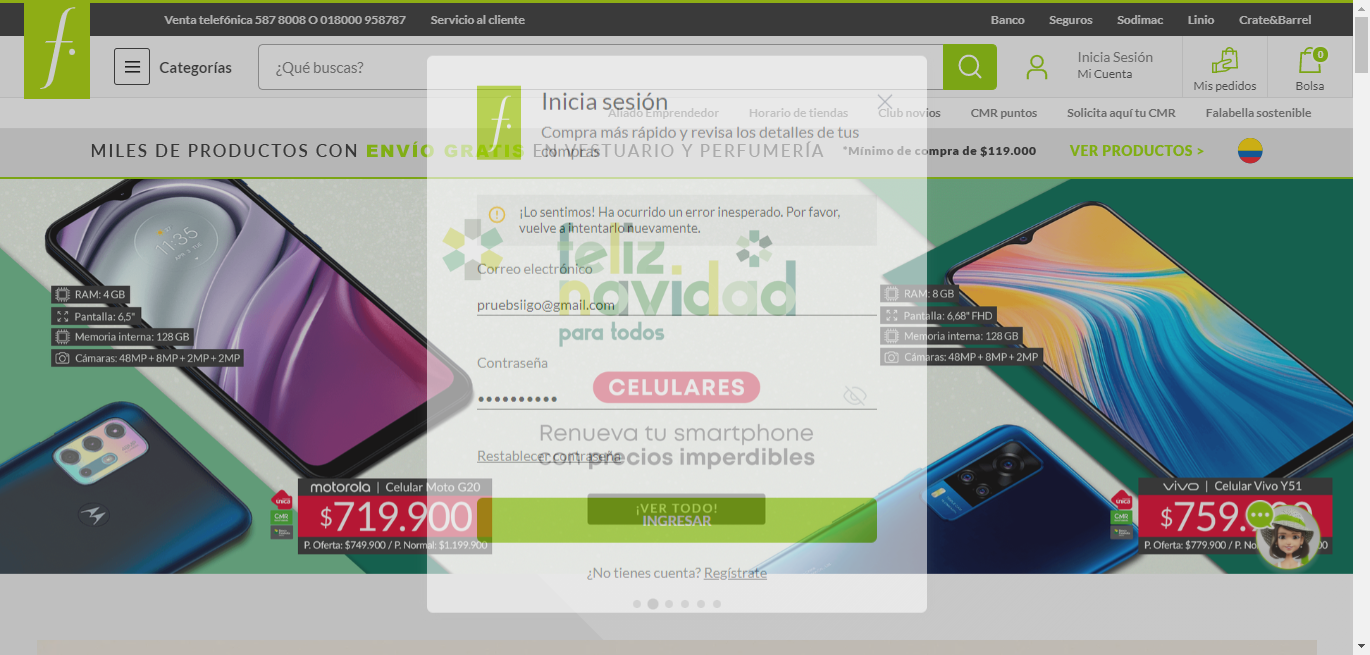 Venta telefónica 587 8008 O 018000 958787
Servicio al cliente
Banco
Seguros
Sodimac
Linio
Crate&Barrel
f.
Categorías
¿Qué buscas?
Inicia Sesión
Mi Cuenta
Mis pedidos
0
Bolsa
Aliado Emprendedor
Horario de tiendas
Club novios
CMR puntos
Solicita aquí tu CMR
Falabella sostenible
MILES DE PRODUCTOS CON ENVÍO GRATIS EN VESTUARIO Y PERFUMERÍA
*Mínimo de compra de $119.000
VER PRODUCTOS >
f.
Inicia sesión
Compra más rápido y revisa los detalles de tus
compras
¡Lo sentimos! Ha ocurrido un error inesperado. Por favor,
vuelve a intentarlo nuevamente.
Correo electrónico
pruebsiigo@gmail.com
Contraseña
Restablecer contraseña
INGRESAR
¿No tienes cuenta? Regístrate
11:35
RAM: 4 GB
Pantalla: 6,5"
Memoria interna: 128 GB
Cámaras: 48MP + 8MP + 2MP + 2MP
motorola | Celular Moto G20
única
CMR
$719.900
P. Oferta: $749.900 / P. Normal: $1.199.900
feliz
navidad
para todos
CELULARES
Renueva tu smartphone
con precios imperdibles
¡VER TODO!
RAM: 8 GB
Pantalla: 6,68" FHD
Memoria interna: 128 GB
Cámaras: 48MP + 8MP + 2MP
vivo | Celular Vivo Y51
única
CMR
$759.
P. Oferta: $779.900 / P.